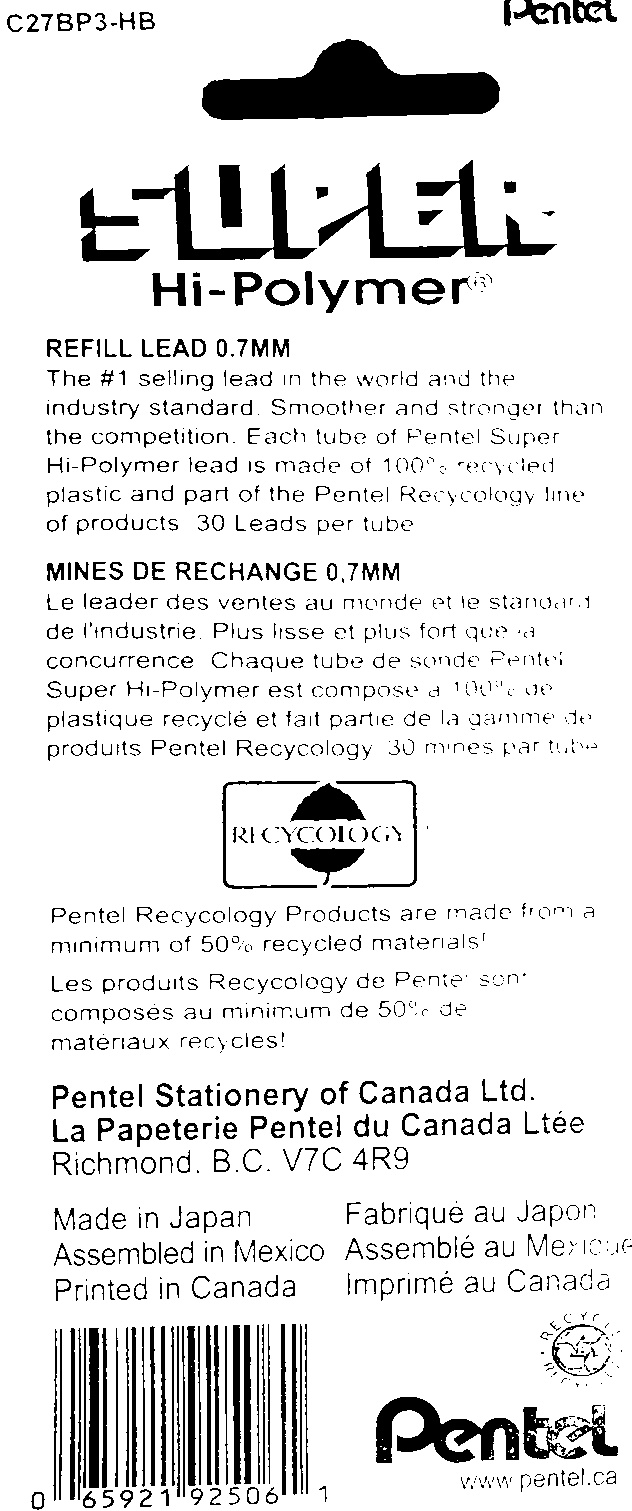 C27BP3-HB
Pentel
SUPER
Hi-Polymer®
REFILL LEAD 0.7MM
The #1 selling lead in the world and the
industry standard. Smoother and stronger than
the competition. Each tube of Pentel Super
Hi-Polymer lead is made of 100% recycled
plastic and part of the Pentel Recycology line
of products 30 Leads per tube
MINES DE RECHANGE 0,7MM
Le leader des ventes au monde et le standard
de l'industrie. Plus lisse et plus fort que la
concurrence Chaque tube de sonde Pentel
Super Hi-Polymer est compose a 100% de
plastique recyclé et fait partie de la gamme de
produits Pentel Recycology 30 mines par tube
RECYCOLOGY
Pentel Recycology Products are made from a
minimum of 50% recycled materials!
Les produits Recycology de Pentel sont
composés au minimum de 50% de
matériaux recycles!
Pentel Stationery of Canada Ltd.
La Papeterie Pentel du Canada Ltée
Richmond, B.C. V7C 4R9
Made in Japan Fabriqué au Japon
Assembled in Mexico Assemblé au Mexique
Printed in Canada Imprimé au Canada
Pentel
www.pentel.ca
0 65921 92506 1